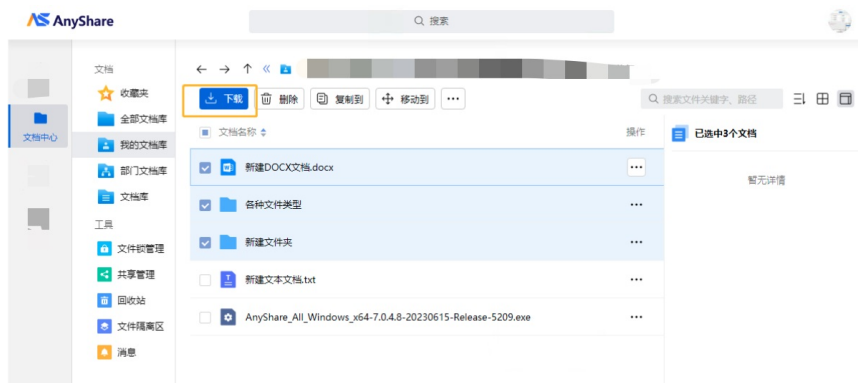 AnyShare
搜索
文档中心
文档
收藏夹
全部文档库
我的文档库
部门文档库
文档库
工具
文件锁管理
共享管理
回收站
文件隔离区
消息
下载 删除 复制到 移动到
搜索文件关键字、路径
文档名称 操作
新建DOCX文档.docx
各种文件类型
新建文件夹
新建文本文档.txt
AnyShare_All_Windows_x64-7.0.4.8-20230615-Release-5209.exe
已选中3个文档
暂无详情